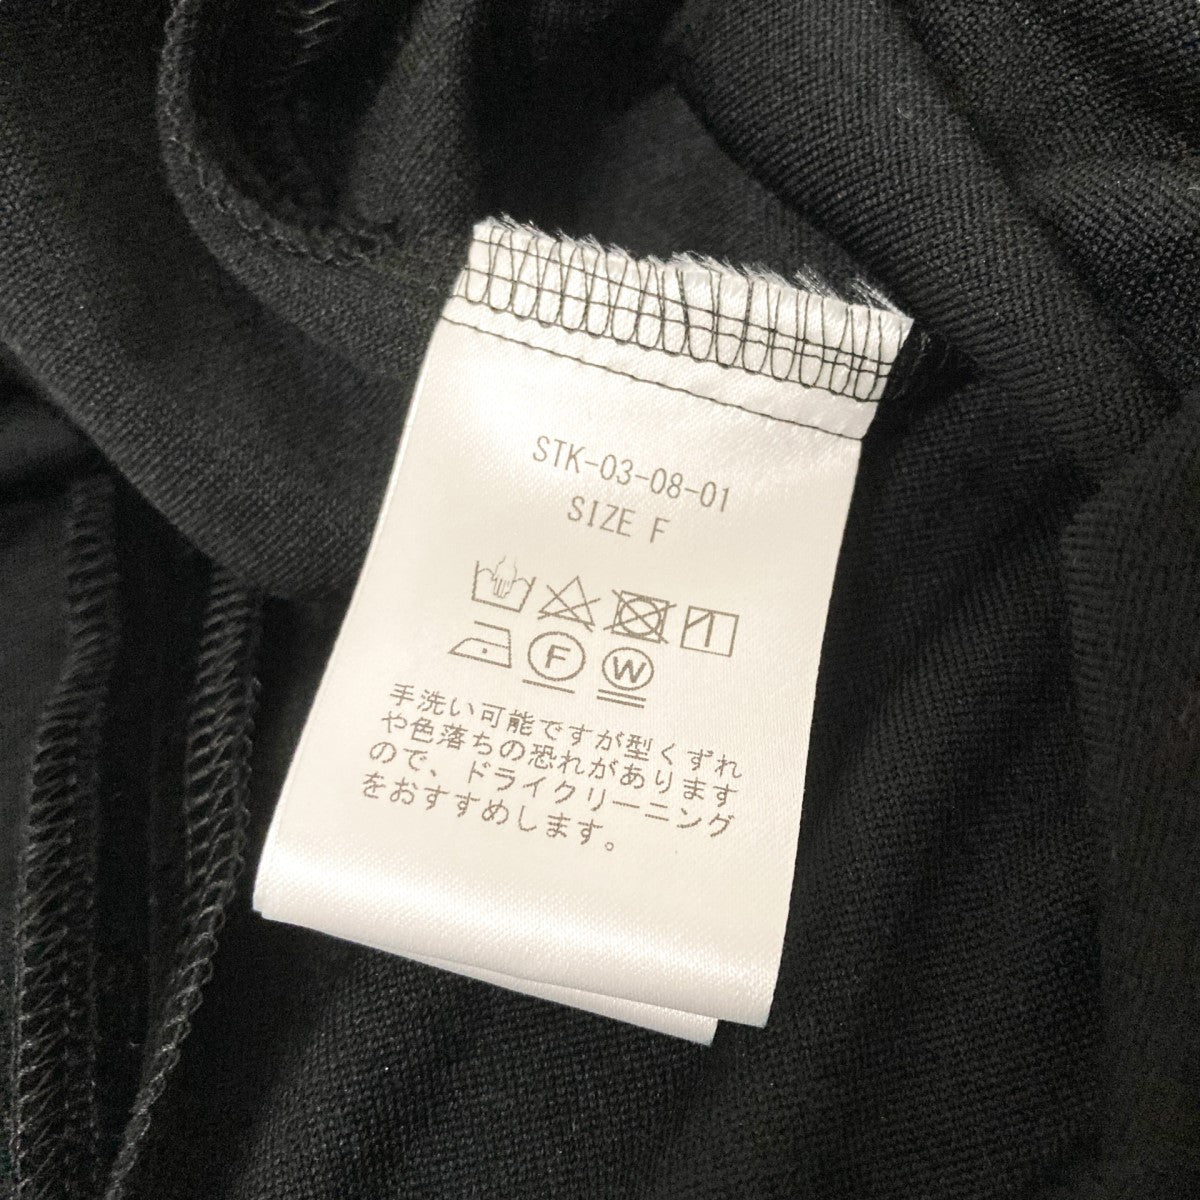 STK-03-08-01
SIZE F
F W
手洗い可能ですが型くずれ
や色落ちの恐れがあります
ので、ドライクリーニング
をおすすめします。